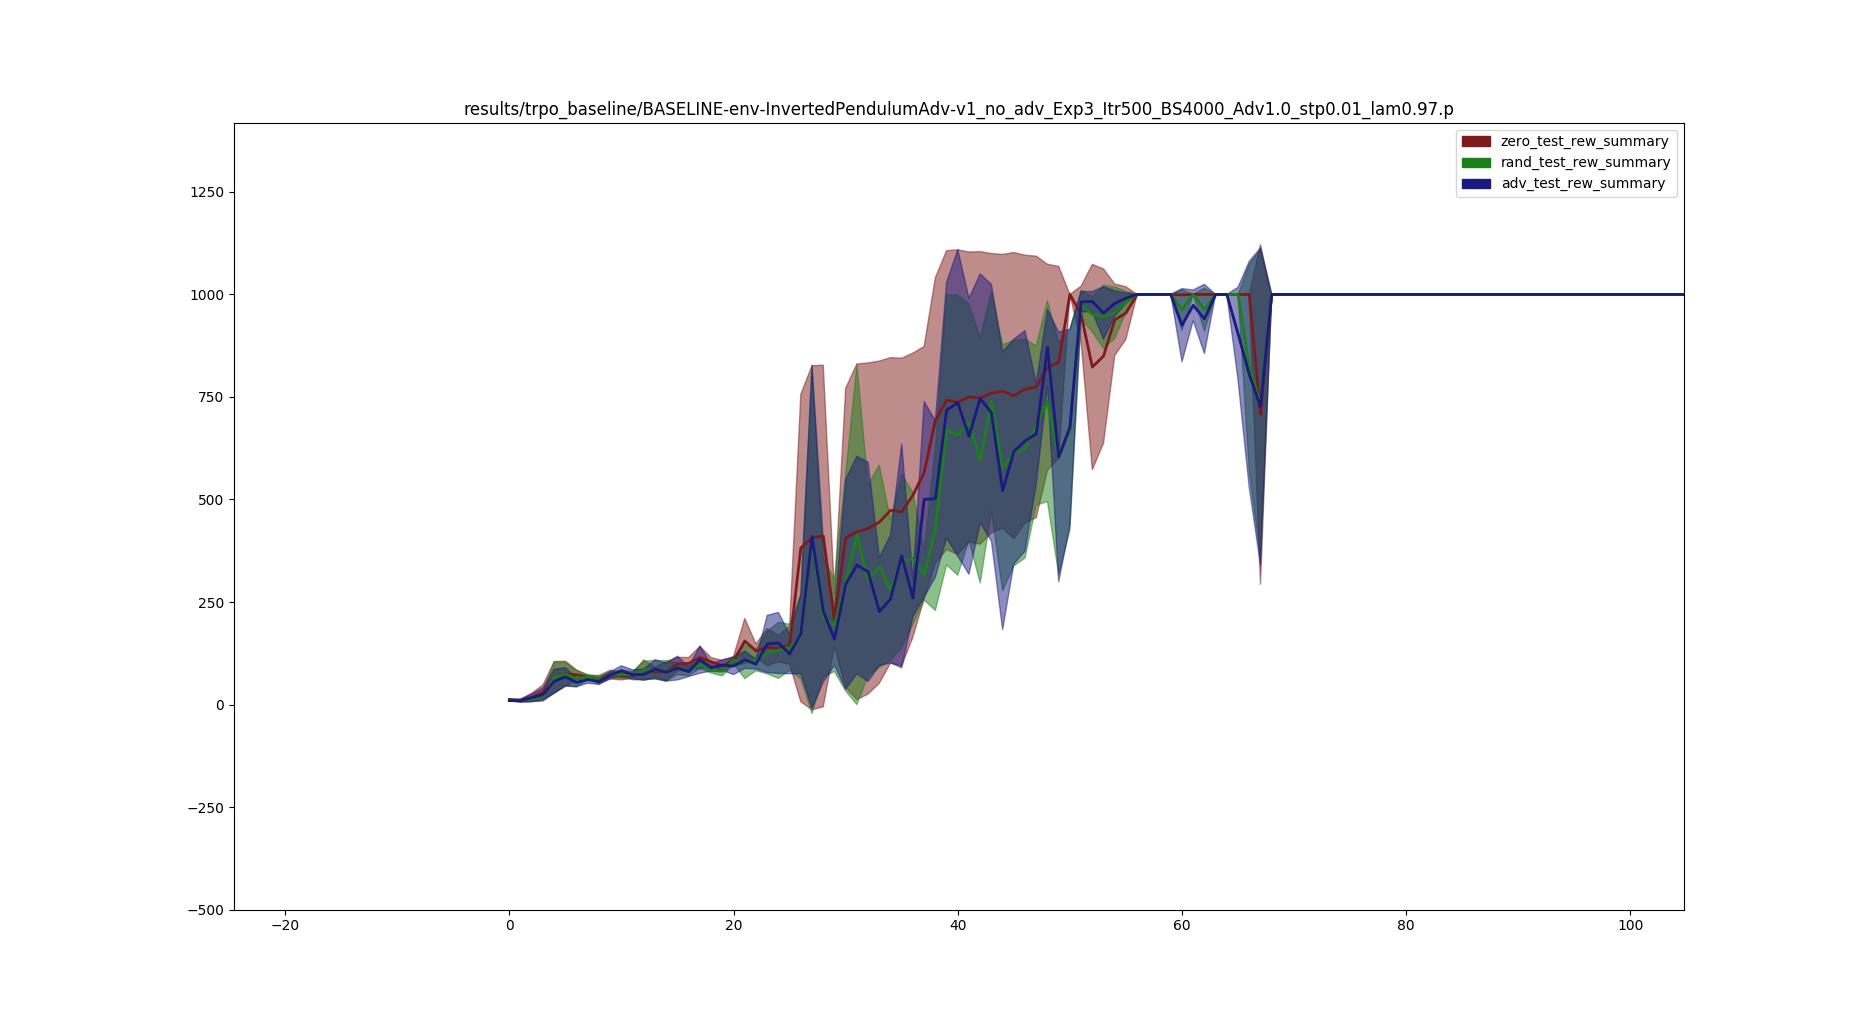 results/trpo_baseline/BASELINE-env-InvertedPendulumAdv-v1_no_adv_Exp3_Itr500_BS4000_Adv1.0_stp0.01_lam0.97.p
zero_test_rew_summary
rand_test_rew_summary
adv_test_rew_summary
1250
1000
750
500
250
0
−250
−500
−20 0 20 40 60 80 100